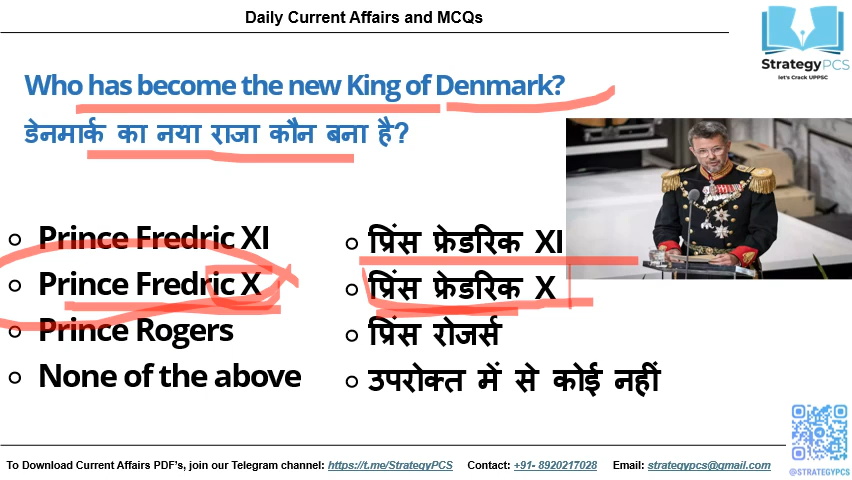 Daily Current Affairs and MCQs
StrategyPCS
let's Crack UPPSC
Who has become the new King of Denmark?
डेनमार्क का नया राजा कौन बना है?
Prince Fredric XI
Prince Fredric X
Prince Rogers
None of the above
प्रिंस फ्रेडरिक XI
प्रिंस फ्रेडरिक X
प्रिंस रोजर्स
उपरोक्त में से कोई नहीं
To Download Current Affairs PDF's, join our Telegram channel: https://t.me/StrategyPCS Contact: +91- 8920217028 Email: strategypcs@gmail.com
@STRATEGYPCS